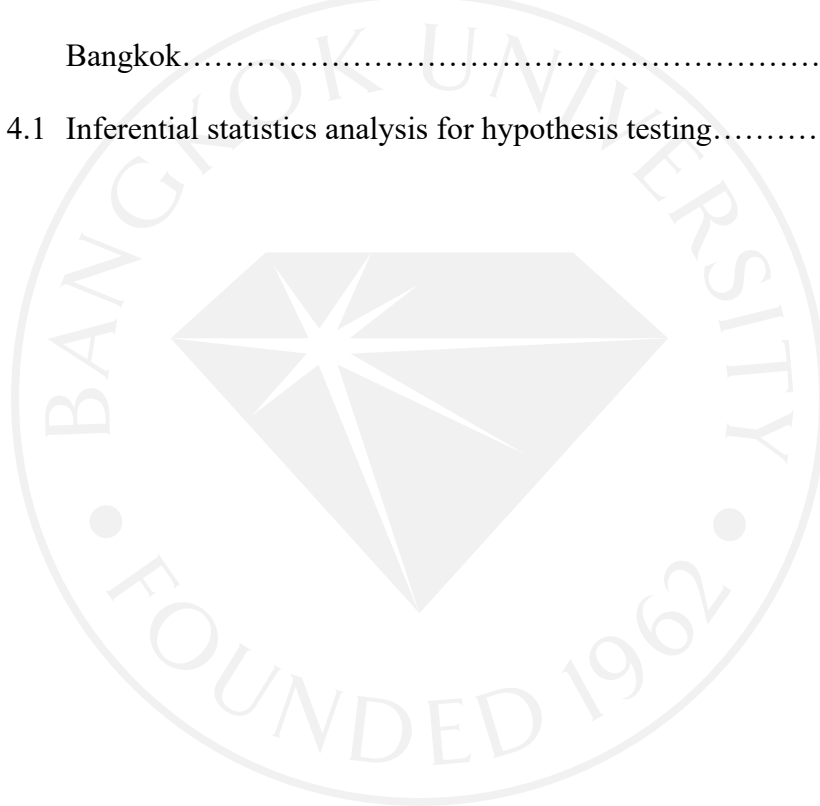 Bangkok……………………………………………………………
4.1 Inferential statistics analysis for hypothesis testing……….
BANGKOK UNIVERSITY
FOUNDED 1962